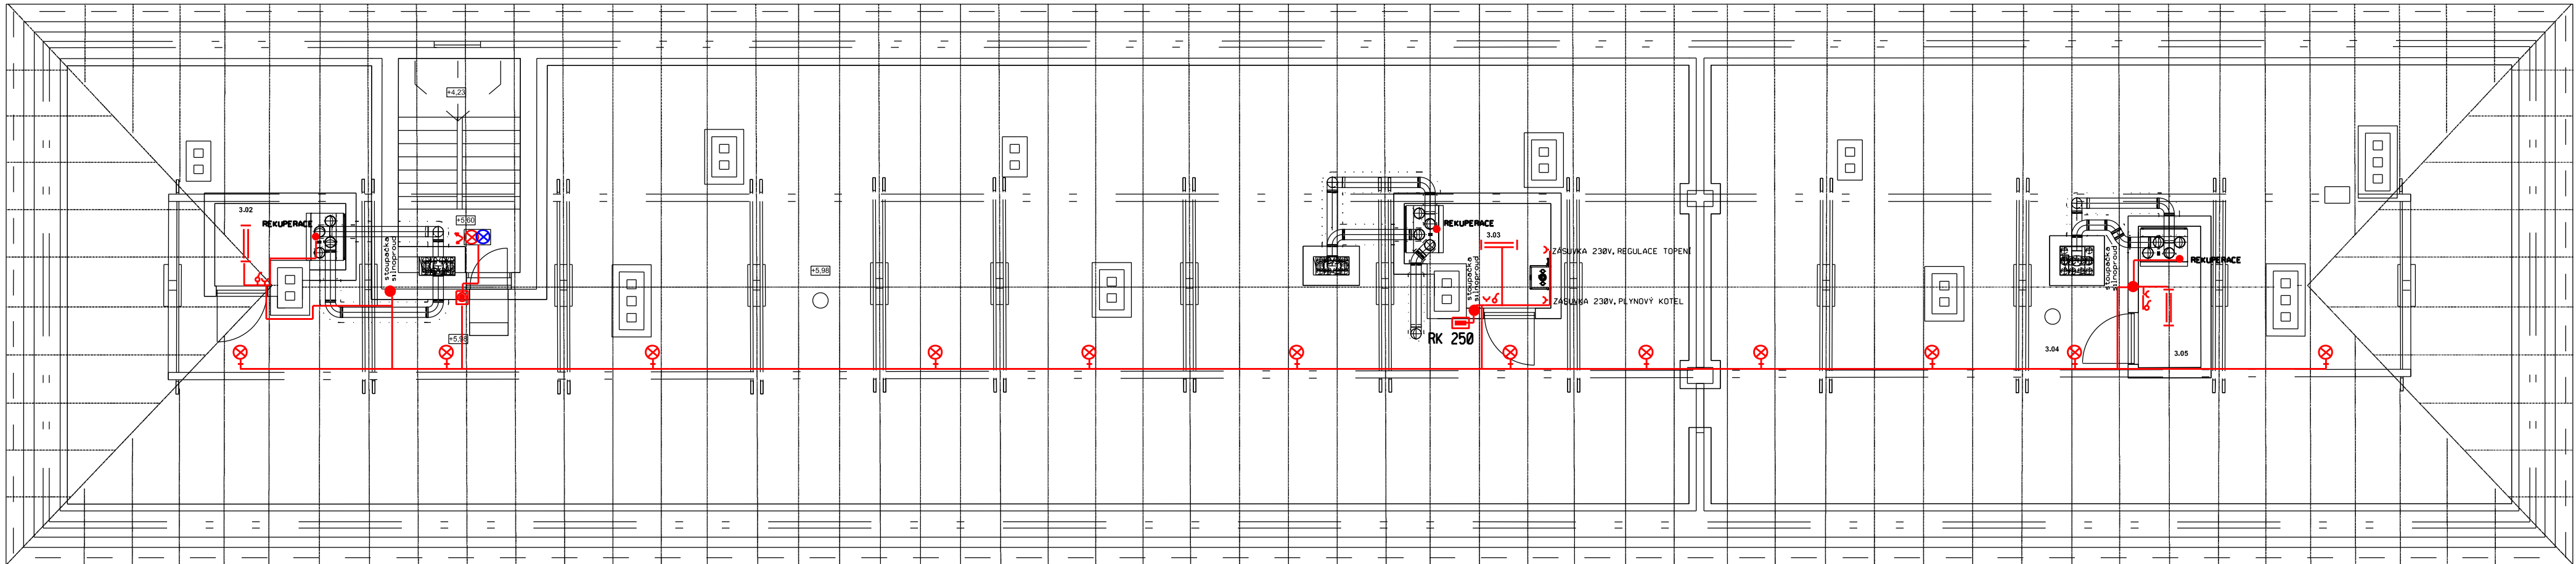 +4,23
3.02
REKUPERACE
stoupačka
silnoproud
+5,60
+5,98
+5,98
REKUPERACE
3.03
ZÁSUVKA 230V, REGULACE TOPENÍ
stoupačka
silnoproud
ZÁSUVKA 230V, PLYNOVÝ KOTEL
RK 250
stoupačka
silnoproud
REKUPERACE
3.04
3.05